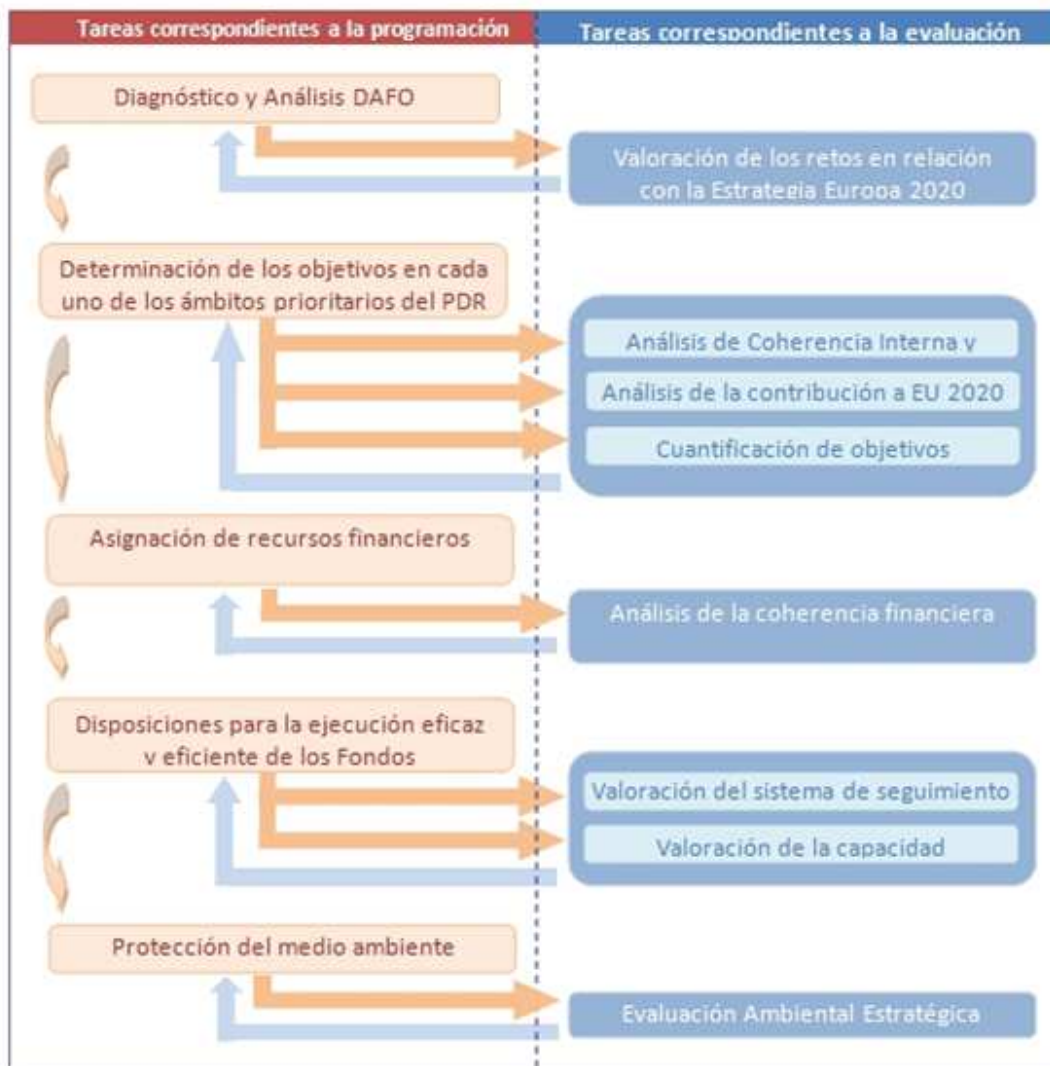 Tareas correspondientes a la programación
Tareas correspondientes a la evaluación
Diagnóstico y Análisis DAFO
Valoración de los retos en relación
con la Estrategia Europa 2020
Determinación de los objetivos en cada
uno de los ámbitos prioritarios del PDR
Análisis de Coherencia Interna y
Análisis de la contribución a EU 2020
Cuantificación de objetivos
Asignación de recursos financieros
Análisis de la coherencia financiera
Disposiciones para la ejecución eficaz
y eficiente de los Fondos
Valoración del sistema de seguimiento
Valoración de la capacidad
Protección del medio ambiente
Evaluación Ambiental Estratégica